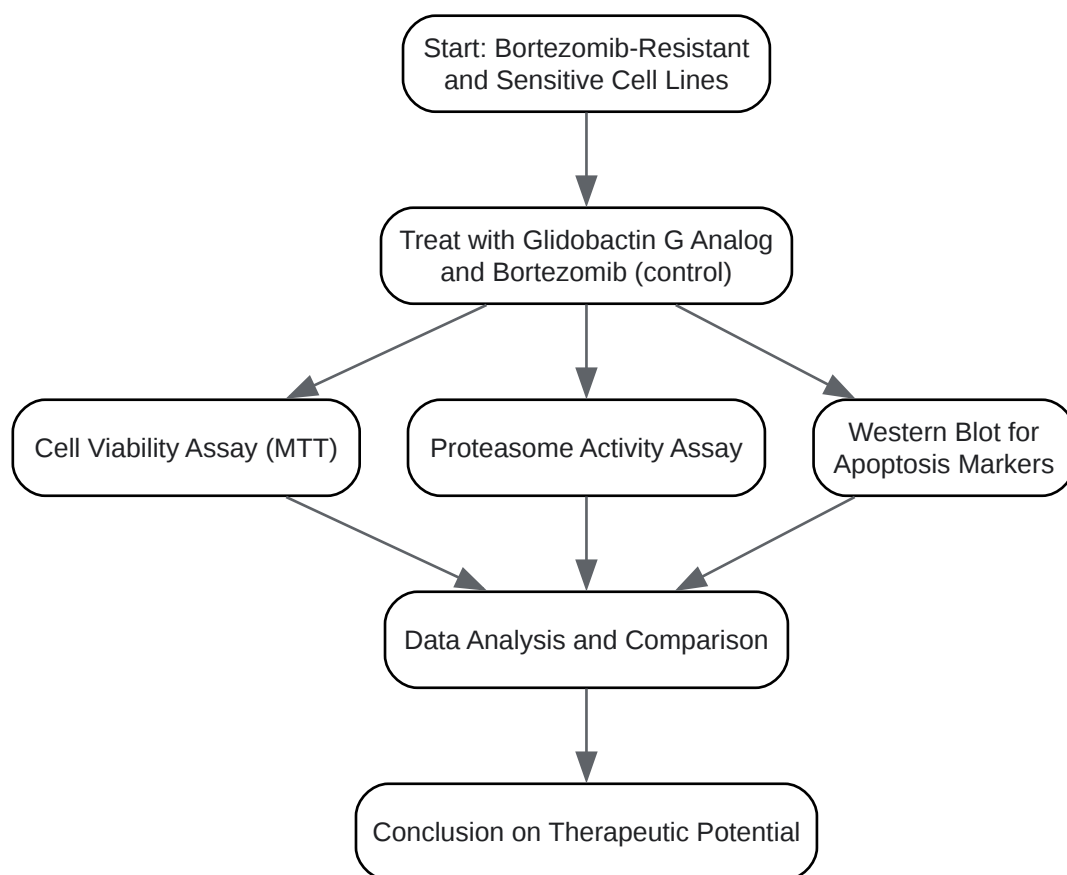 Start: Bortezomib-Resistant
and Sensitive Cell Lines
Treat with Glidobactin G Analog
and Bortezomib (control)
Cell Viability Assay (MTT)
Proteasome Activity Assay
Western Blot for
Apoptosis Markers
Data Analysis and Comparison
Conclusion on Therapeutic Potential